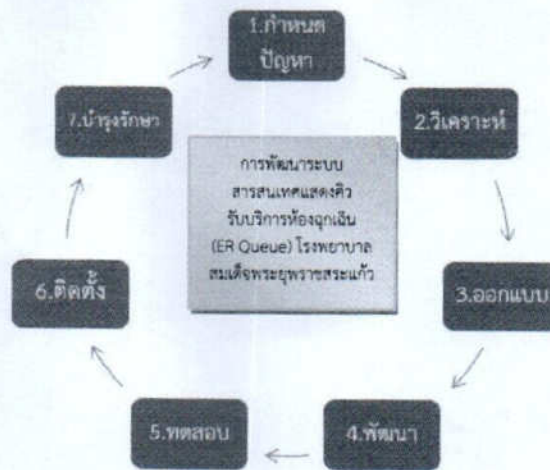 1.กำหนด
ปัญหา
2.วิเคราะห์
3.ออกแบบ
4.พัฒนา
5.ทดสอบ
6.ติดตั้ง
7.บำรุงรักษา
การพัฒนาระบบ
สารสนเทศแสดงคิว
รับบริการห้องฉุกเฉิน
(ER Queue) โรงพยาบาล
สมเด็จพระยุพราชสระแก้ว